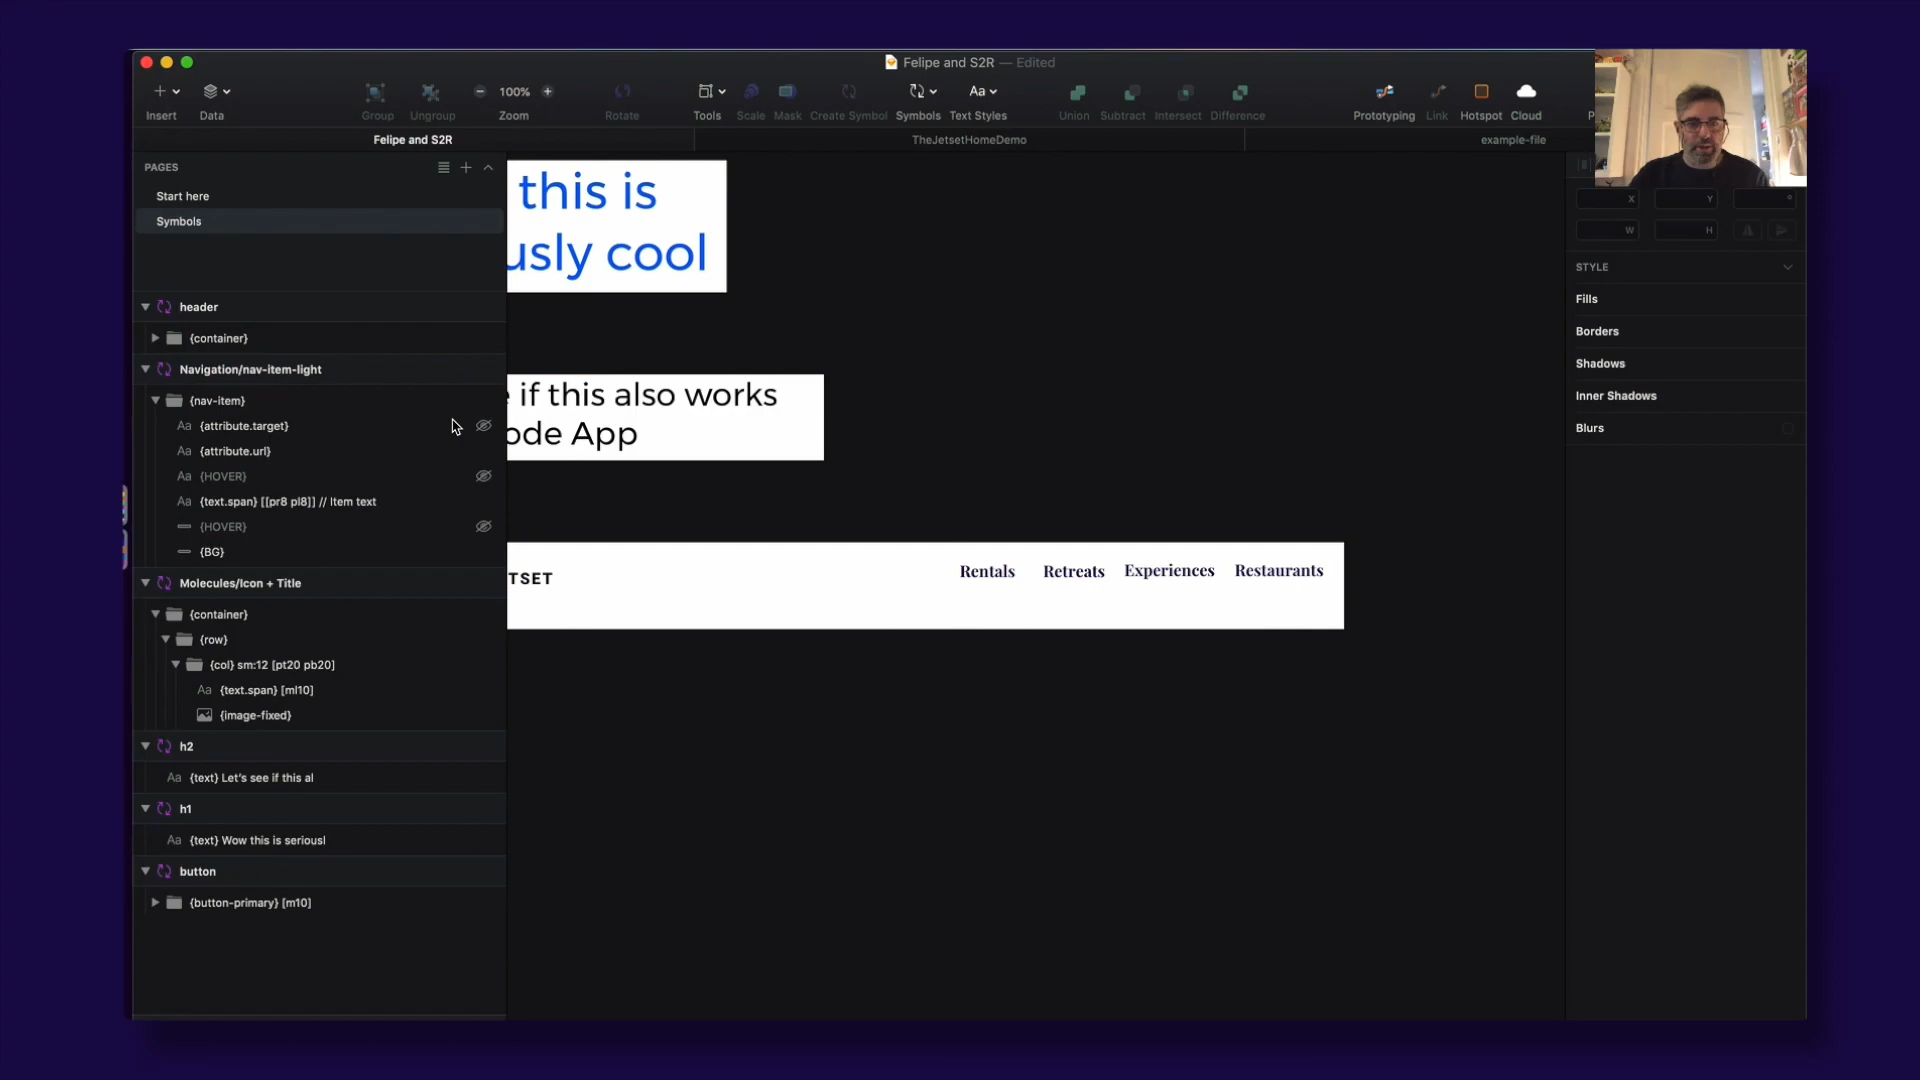 Felipe and S2R — Edited
Insert
Data
Group
Ungroup
100%
Zoom
Rotate
Tools
Scale
Mask
Create Symbol
Symbols
Aa
Text Styles
Union
Subtract
Intersect
Difference
Prototyping
Link
Hotspot
Cloud
Felipe and S2R
TheJetsetHomeDemo
example-file
PAGES
Start here
Symbols
header
{container}
Navigation/nav-item-light
{nav-item}
Aa {attribute.target}
Aa {attribute.url}
Aa {HOVER}
Aa {text.span} [[pr8 pl8]] // Item text
{HOVER}
{BG}
Molecules/Icon + Title
{container}
{row}
{col} sm:12 [pt20 pb20]
Aa {text.span} [ml10]
{image-fixed}
h2
Aa {text} Let's see if this al
h1
Aa {text} Wow this is seriousl
button
{button-primary} [m10]
this is
usly cool
e if this also works
ode App
TSET
Rentals
Retreats
Experiences
Restaurants
X
Y
°
W
H
STYLE
Fills
Borders
Shadows
Inner Shadows
Blurs